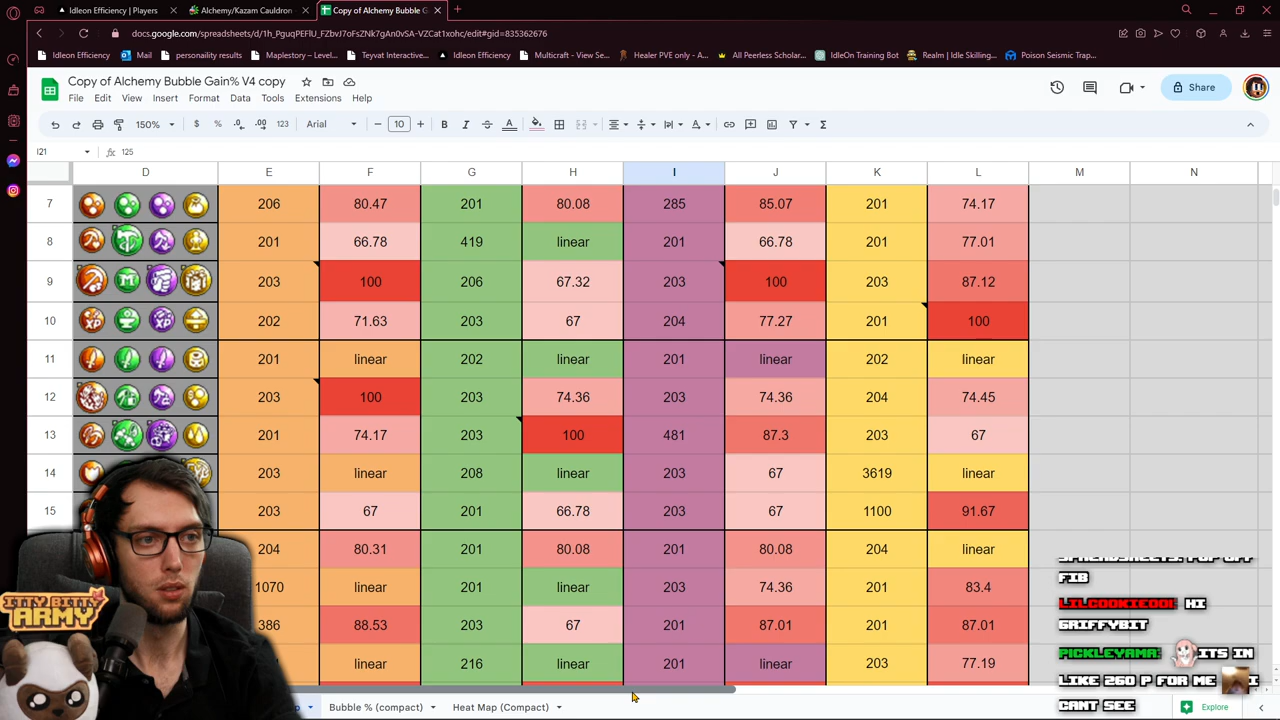 Idleon Efficiency | Players
Alchemy/Kazam Cauldron
Copy of Alchemy Bubble G
docs.google.com/spreadsheets/d/1h_PguqPEFlU_FZbvJ7oFsZNk7gAn0vSA-VZCat1xohc/edit#gid=835362676
Idleon Efficiency
Mail
personaility results
Maplestory - Level...
Teyvat Interactive...
Idleon Efficiency
Multicraft - View Se...
Healer PVE only - A...
All Peerless Scholar...
IdleOn Training Bot
Realm | Idle Skilling...
Poison Seismic Trap...
Copy of Alchemy Bubble Gain% V4 copy
Share
File Edit View Insert Format Data Tools Extensions Help
150% $ % .0 .00 123 Arial 10 B I
I21 fx 125
D E F G H I J K L M N
7 206 80.47 201 80.08 285 85.07 201 74.17
8 201 66.78 419 linear 201 66.78 201 77.01
9 203 100 206 67.32 203 100 203 87.12
10 202 71.63 203 67 204 77.27 201 100
11 201 linear 202 linear 201 linear 202 linear
12 203 100 203 74.36 203 74.36 204 74.45
13 201 74.17 203 100 481 87.3 203 67
14 203 linear 208 linear 203 67 3619 linear
15 203 67 201 66.78 203 67 1100 91.67
204 80.31 201 80.08 201 80.08 204 linear
1070 linear 201 linear 203 74.36 201 83.4
386 88.53 203 67 201 87.01 201 87.01
linear 216 linear 201 linear 203 77.19
SPREADSHEETS: POP OFF
FIB
LILCOOKIEOOI: HI
GRIFFYBIT
PICKLEYAMA: ITS IN
LIKE 260 P FOR ME I
CANT SEE
ITTY BITTY
ARMY
Bubble % (compact)
Heat Map (Compact)
Explore